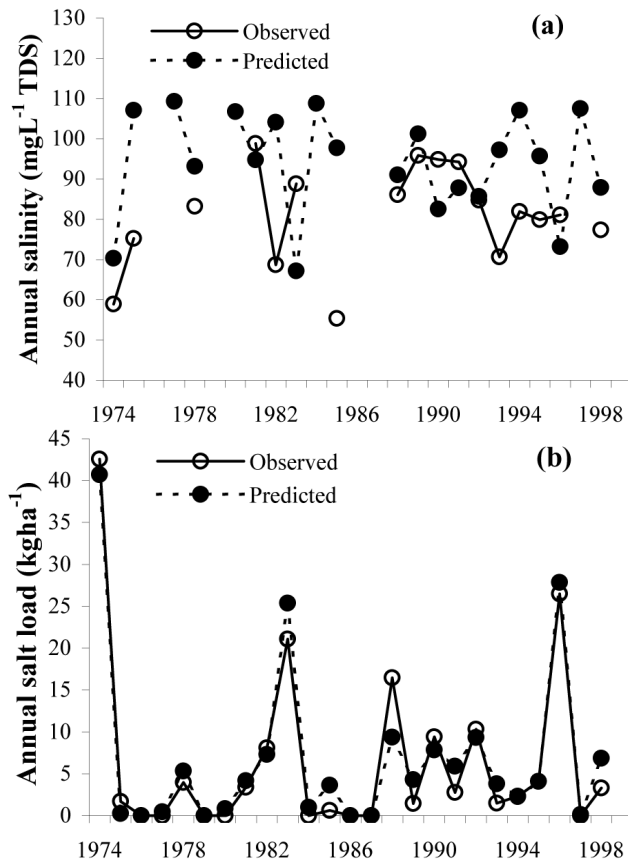 130
120
110
100
90
80
70
60
50
40
Annual salinity (mgL⁻¹ TDS)
Observed
Predicted
(a)
1974 1978 1982 1986 1990 1994 1998
45
40
35
30
25
20
15
10
5
0
Annual salt load (kgha⁻¹)
Observed
Predicted
(b)
1974 1978 1982 1986 1990 1994 1998